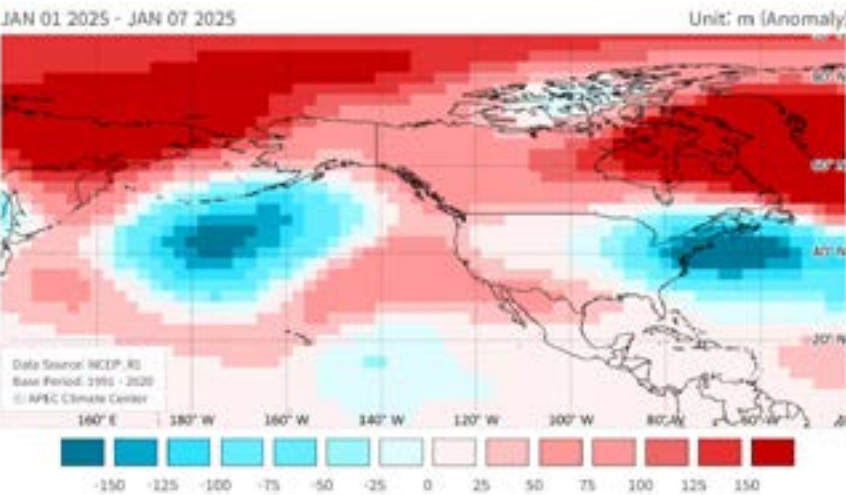 JAN 01 2025 - JAN 07 2025
Unit: m (Anomaly)
80° N
60° N
40° N
20° N
Data Source: NCEP_R1
Base Period: 1991 - 2020
© APEC Climate Center
160° E 180° W 160° W 140° W 120° W 100° W 80° W 60° W
-150 -125 -100 -75 -50 -25 0 25 50 75 100 125 150